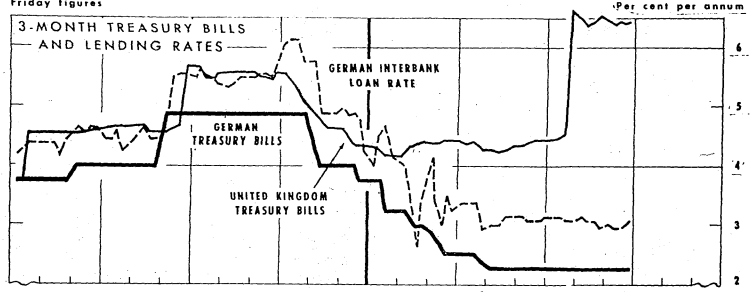 Friday figures
Per cent per annum
3-MONTH TREASURY BILLS
AND LENDING RATES
6
GERMAN INTERBANK
LOAN RATE
5
GERMAN
TREASURY BILLS
4
UNITED KINGDOM
TREASURY BILLS
3
2